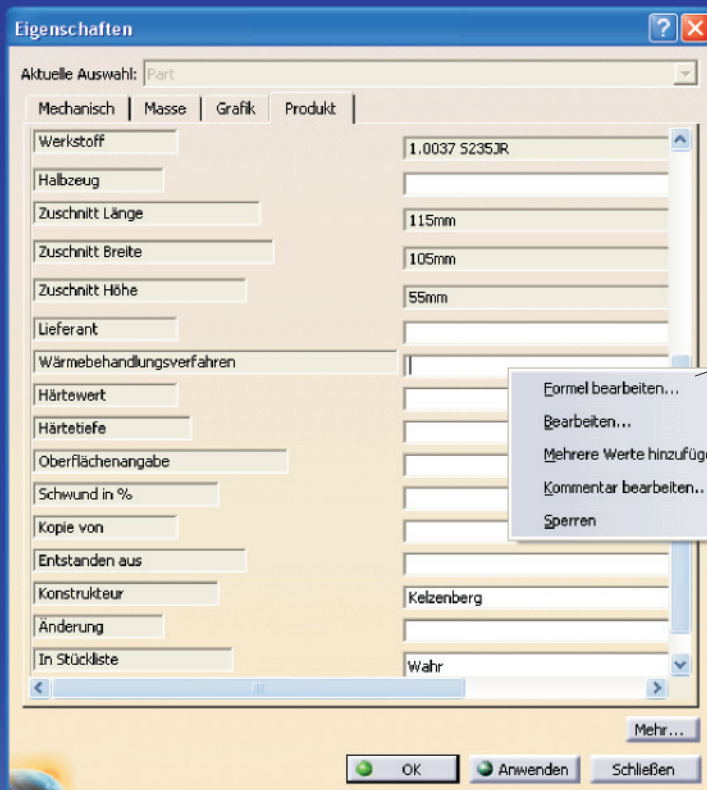 Eigenschaften
Aktuelle Auswahl: Part
Mechanisch Masse Grafik Produkt
Werkstoff 1.0037 S235JR
Halbzeug
Zuschnitt Länge 115mm
Zuschnitt Breite 105mm
Zuschnitt Höhe 55mm
Lieferant
Wärmebehandlungsverfahren
Formel bearbeiten...
Härtewert
Bearbeiten...
Härtetiefe
Mehrere Werte hinzufüge
Oberflächenangabe
Kommentar bearbeiten..
Schwund in %
Sperren
Kopie von
Entstanden aus
Konstrukteur Kelzenberg
Änderung
In Stückliste Wahr
Mehr...
OK Anwenden Schließen